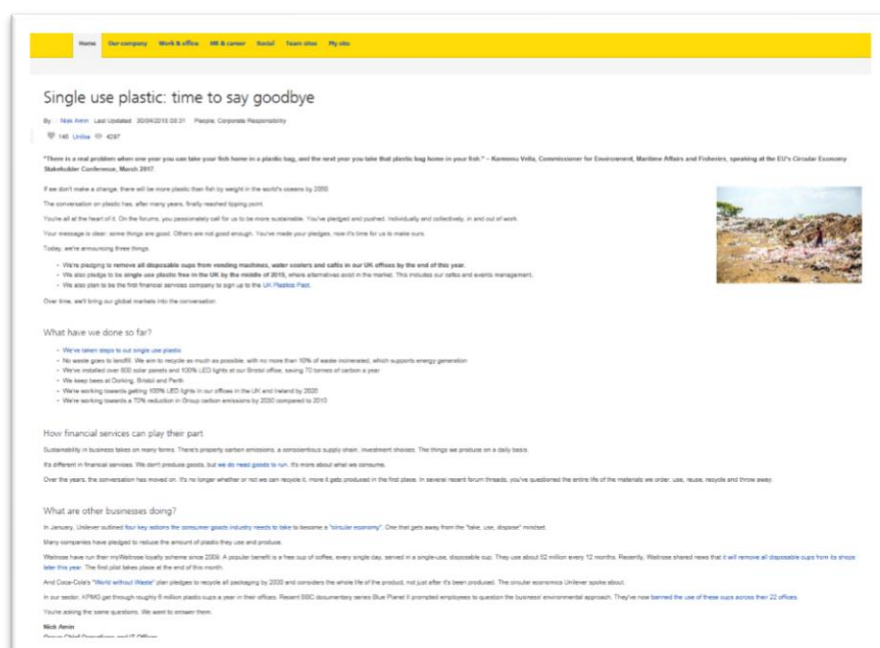 Home Our company Work & office ME & career Social Team sites My site
Single use plastic: time to say goodbye
By Nick Amin Last Updated 30/04/2018 08:31 People; Corporate Responsibility
146 Unlike 4297
"There is a real problem when one year you can take your fish home in a plastic bag, and the next year you take that plastic bag home in your fish." – Karmenu Vella, Commissioner for Environment, Maritime Affairs and Fisheries, speaking at the EU's Circular Economy
Stakeholder Conference, March 2017.
If we don't make a change, there will be more plastic than fish by weight in the world's oceans by 2050.
The conversation on plastic has, after many years, finally reached tipping point.
You're all at the heart of it. On the forums, you passionately call for us to be more sustainable. You've pledged and pushed. Individually and collectively, in and out of work.
Your message is clear: some things are good. Others are not good enough. You've made your pledges, now it's time for us to make ours.
Today, we're announcing three things.
• We're pledging to remove all disposable cups from vending machines, water coolers and cafés in our UK offices by the end of this year.
• We also pledge to be single use plastic free in the UK by the middle of 2019, where alternatives exist in the market. This includes our cafés and events management.
• We also plan to be the first financial services company to sign up to the UK Plastics Pact.
Over time, we'll bring our global markets into the conversation.
What have we done so far?
• We've taken steps to cut single use plastic
• No waste goes to landfill. We aim to recycle as much as possible, with no more than 10% of waste incinerated, which supports energy generation
• We've installed over 600 solar panels and 100% LED lights at our Bristol office, saving 70 tonnes of carbon a year
• We keep bees at Dorking, Bristol and Perth
• We're working towards getting 100% LED lights in our offices in the UK and Ireland by 2020
• We're working towards a 70% reduction in Group carbon emissions by 2030 compared to 2010
How financial services can play their part
Sustainability in business takes on many forms. There's property carbon emissions, a conscientious supply chain, investment choices. The things we produce on a daily basis.
It's different in financial services. We don't produce goods, but we do need goods to run. It's more about what we consume.
Over the years, the conversation has moved on. It's no longer whether or not we can recycle it, more it gets produced in the first place. In several recent forum threads, you've questioned the entire life of the materials we order, use, reuse, recycle and throw away.
What are other businesses doing?
In January, Unilever outlined four key actions the consumer goods industry needs to take to become a "circular economy". One that gets away from the "take, use, dispose" mindset.
Many companies have pledged to reduce the amount of plastic they use and produce.
Waitrose have run their myWaitrose loyalty scheme since 2009. A popular benefit is a free cup of coffee, every single day, served in a single-use, disposable cup. They use about 52 million every 12 months. Recently, Waitrose shared news that it will remove all disposable cups from its shops
later this year. The first pilot takes place at the end of this month.
And Coca-Cola's "World without Waste" plan pledges to recycle all packaging by 2030 and considers the whole life of the product, not just after it's been produced. The circular economics Unilever spoke about.
In our sector, KPMG get through roughly 6 million plastic cups a year in their offices. Recent BBC documentary series Blue Planet II prompted employees to question the business' environmental approach. They've now banned the use of these cups across their 22 offices.
You're asking the same questions. We want to answer them.
Nick Amin
Group Chief Operations and IT Officer